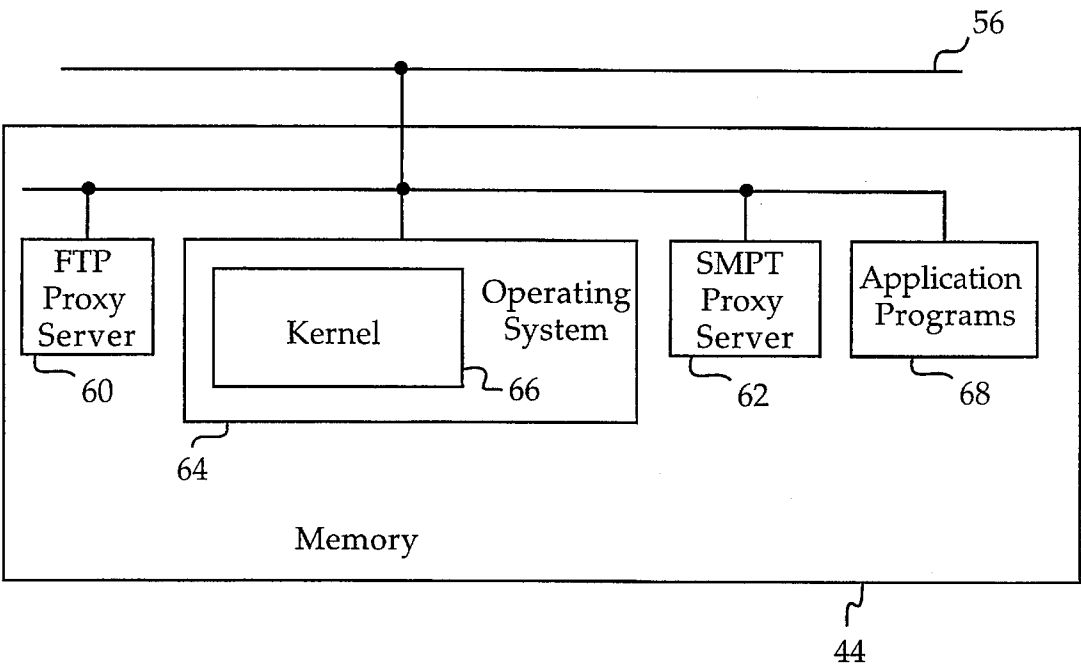 56
FTP
Proxy
Server
60
Kernel
66
Operating
System
64
SMPT
Proxy
Server
62
Application
Programs
68
Memory
44